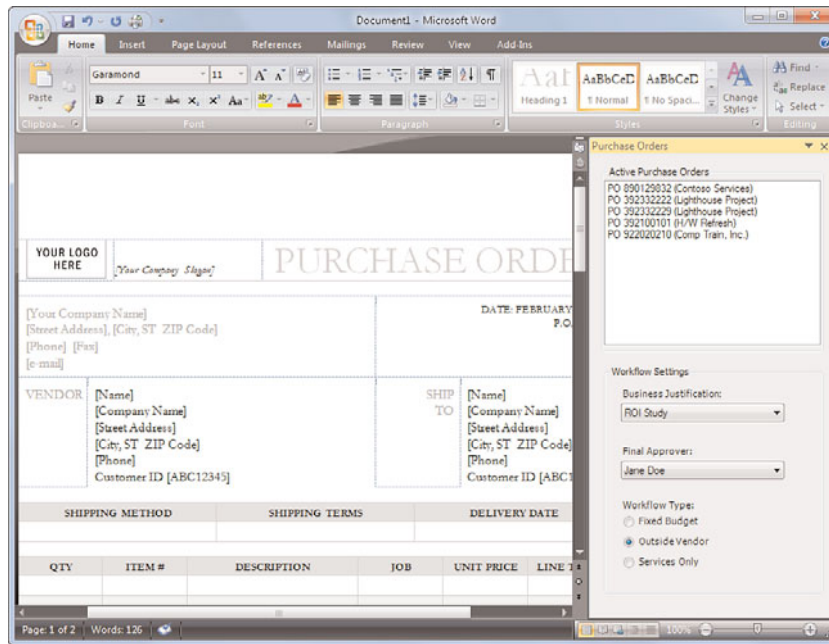 Document1 - Microsoft Word
Home Insert Page Layout References Mailings Review View Add-Ins
Paste
Garamond 11
B I U abc X₂ X² Aa
AaI AaBbCcD AaBbCcD
Heading 1 ¶ Normal ¶ No Spaci...
Change Styles
Find
Replace
Select
Clipboa... Font Paragraph Styles Editing
Purchase Orders
Active Purchase Orders
PO 890129832 (Contoso Services)
PO 392332222 (Lighthouse Project)
PO 392332229 (Lighthouse Project)
PO 392100101 (H/W Refresh)
PO 922020210 (Comp Train, Inc.)
Workflow Settings
Business Justification:
ROI Study
Final Approver:
Jane Doe
Workflow Type:
Fixed Budget
Outside Vendor
Services Only
YOUR LOGO
HERE
[Your Company Slogan]
PURCHASE ORDE
[Your Company Name]
[Street Address], [City, ST ZIP Code]
[Phone] [Fax]
[e-mail]
DATE: FEBRUARY
P.O.
VENDOR
[Name]
[Company Name]
[Street Address]
[City, ST ZIP Code]
[Phone]
Customer ID [ABC12345]
SHIP
TO
[Name]
[Company Name]
[Street Address]
[City, ST ZIP Code]
[Phone]
Customer ID [ABC1
SHIPPING METHOD SHIPPING TERMS DELIVERY DATE
QTY ITEM # DESCRIPTION JOB UNIT PRICE LINE T
Page: 1 of 2 Words: 126
100%